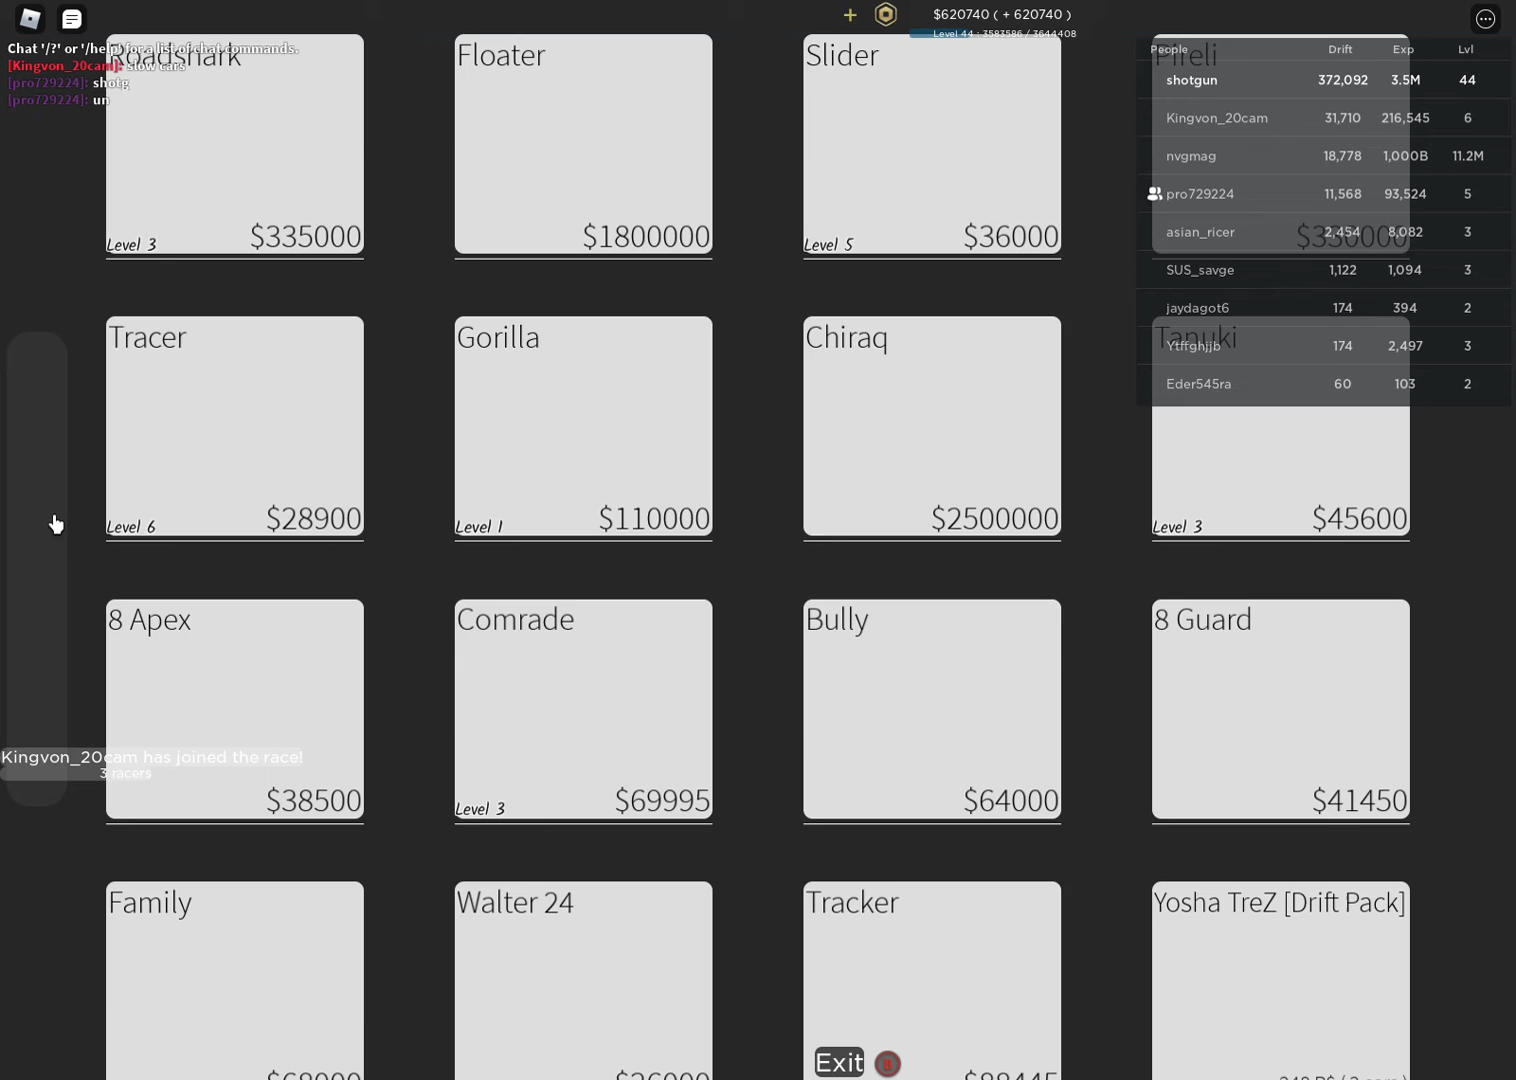 $620740 ( + 620740 )
Level 44 : 3583586 / 3644408
Chat '/?' or '/help' for a list of chat commands.
[Kingvon_20cam]: slow cars
[pro729224]: shotg
[pro729224]: un
People Drift Exp Lvl
shotgun 372,092 3.5M 44
Kingvon_20cam 31,710 216,545 6
nvgmag 18,778 1,000B 11.2M
pro729224 11,568 93,524 5
asian_ricer 2,454 8,082 3
SUS_savge 1,122 1,094 3
jaydagot6 174 394 2
Ytffghjjb 174 2,497 3
Eder545ra 60 103 2
Roadshark Floater Slider Pireli
Level 3 $335000 $1800000 Level 5 $36000 $330000
Tracer Gorilla Chiraq Tanuki
Level 6 $28900 Level 1 $110000 $2500000 Level 3 $45600
8 Apex Comrade Bully 8 Guard
Kingvon_20cam has joined the race!
3 racers
$38500 Level 3 $69995 $64000 $41450
Family Walter 24 Tracker Yosha TreZ [Drift Pack]
Exit